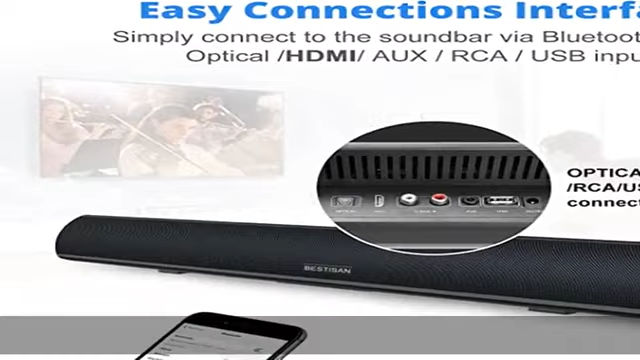 Easy Connections Interfa
Simply connect to the soundbar via Bluetoot
Optical /HDMI/ AUX / RCA / USB inpu
OPTICA
/RCA/US
connect
BESTISAN